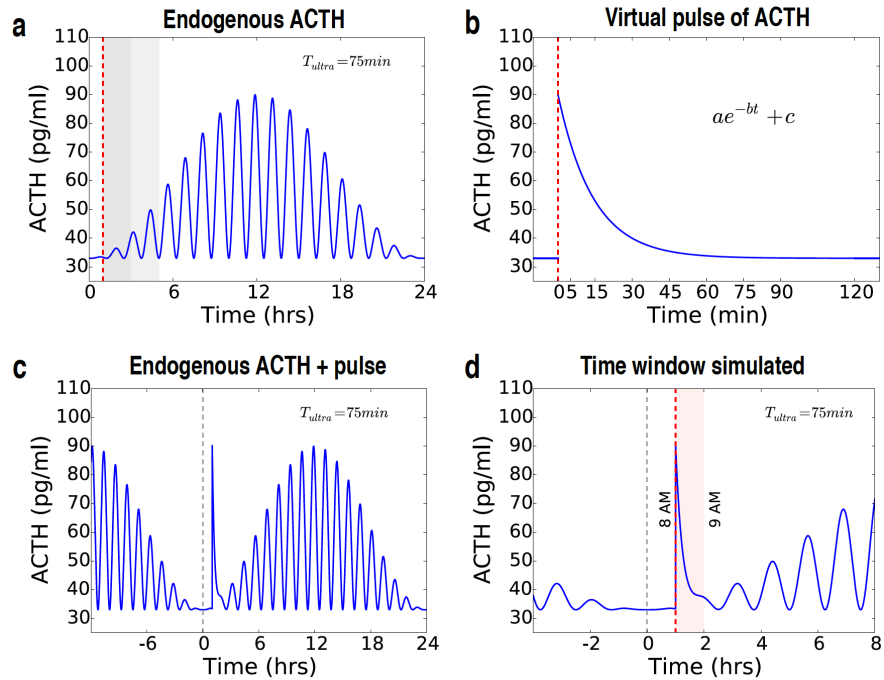 a
Endogenous ACTH
T_ultra = 75min
ACTH (pg/ml)
110
100
90
80
70
60
50
40
30
0 6 12 18 24
Time (hrs)
b
Virtual pulse of ACTH
ae^{-bt} + c
ACTH (pg/ml)
110
100
90
80
70
60
50
40
30
0 5 15 30 45 60 75 90 120
Time (min)
c
Endogenous ACTH + pulse
T_ultra = 75min
ACTH (pg/ml)
110
100
90
80
70
60
50
40
30
-6 0 6 12 18 24
Time (hrs)
d
Time window simulated
T_ultra = 75min
ACTH (pg/ml)
110
100
90
80
70
60
50
40
30
8 AM
9 AM
-2 0 2 4 6 8
Time (hrs)